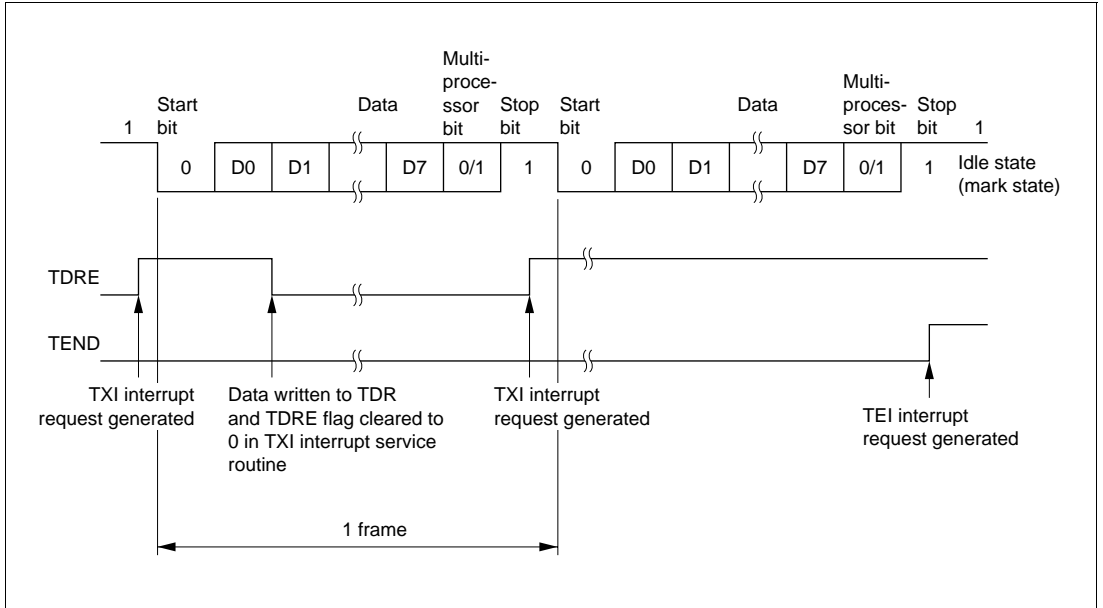 1
Start
bit
Data
Multi-
proce-
ssor
bit
Stop
bit
Start
bit
Data
Multi-
proces-
sor bit
Stop
bit
1
0
D0
D1
D7
0/1
1
0
D0
D1
D7
0/1
1
Idle state
(mark state)
TDRE
TEND
TXI interrupt
request generated
Data written to TDR
and TDRE flag cleared to
0 in TXI interrupt service
routine
TXI interrupt
request generated
TEI interrupt
request generated
1 frame